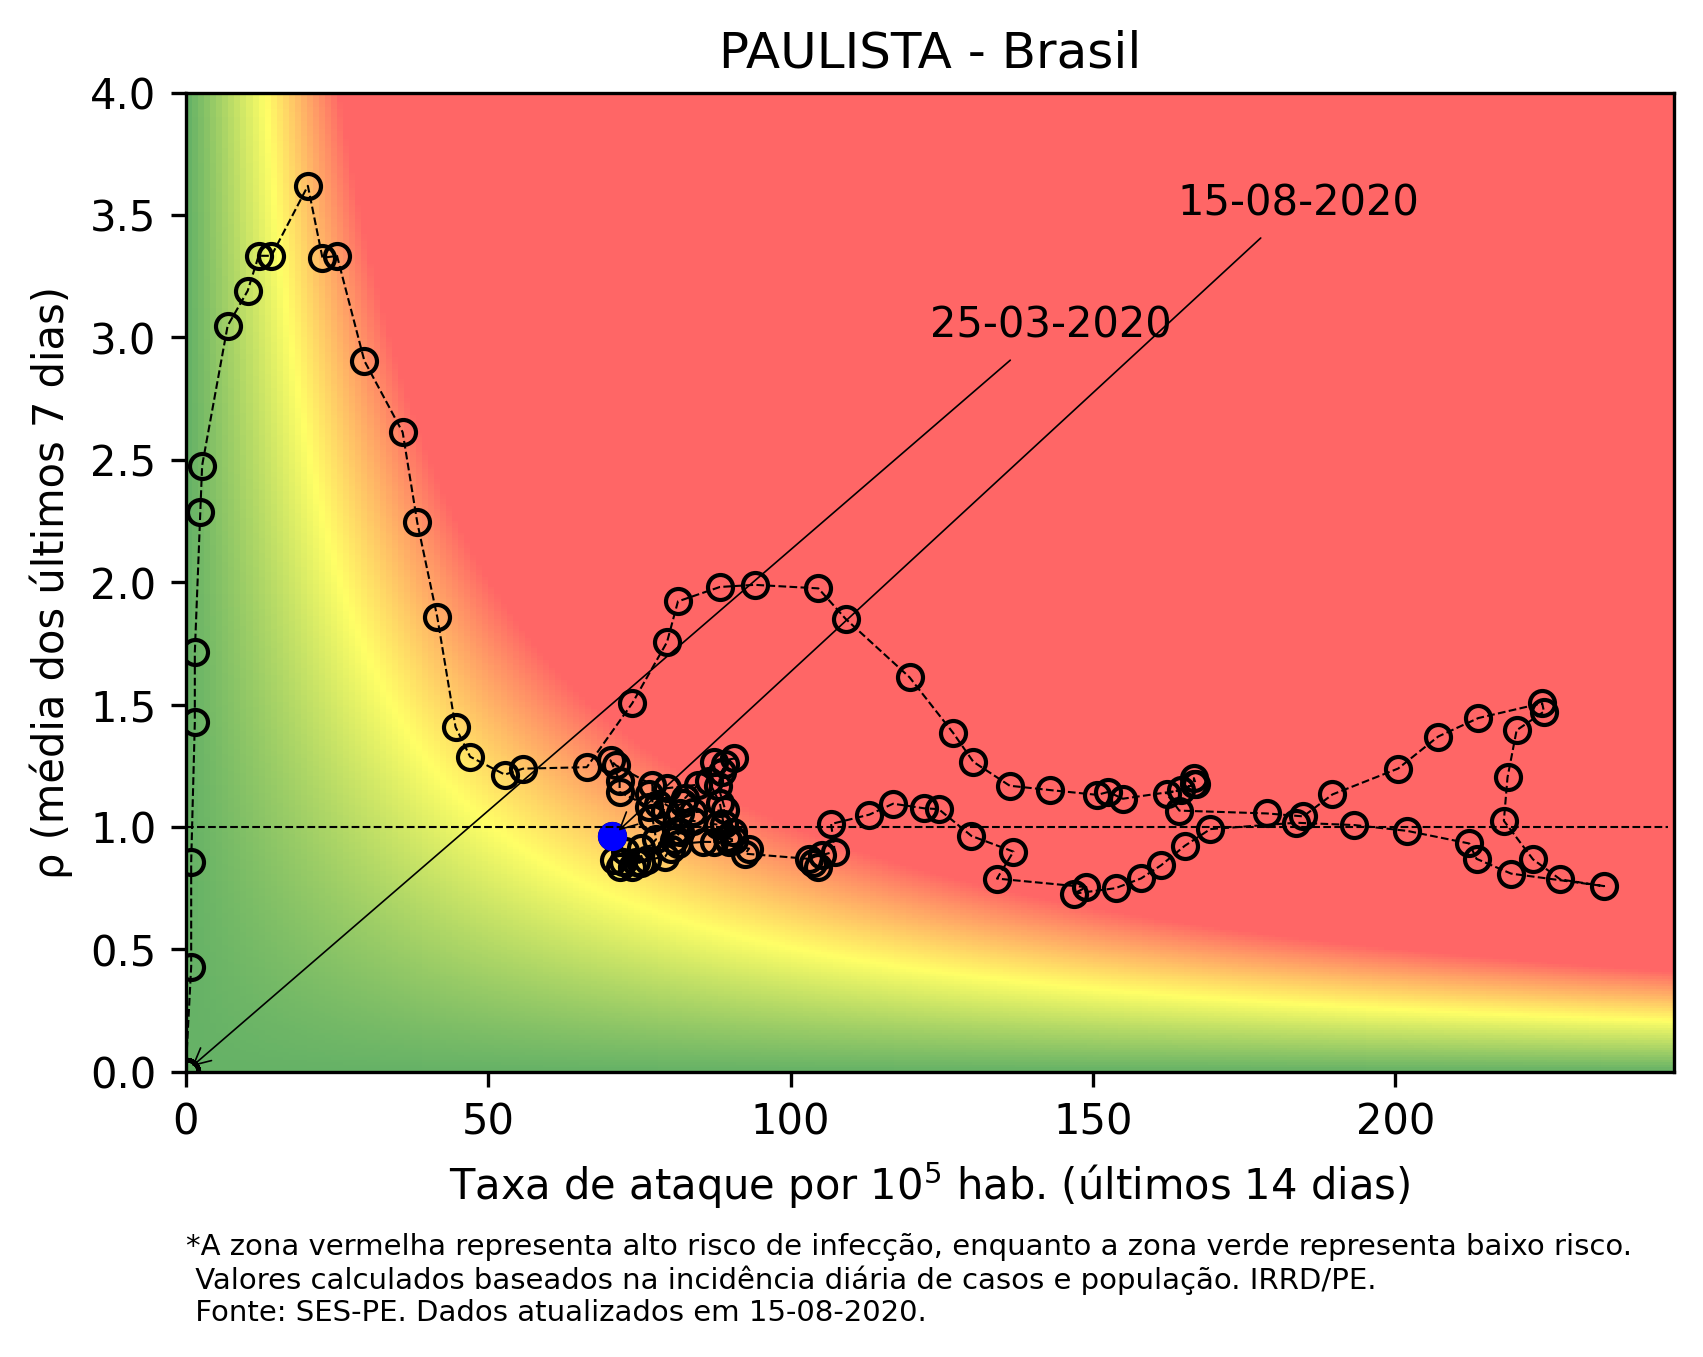 PAULISTA - Brasil
4.0
3.5
3.0
2.5
2.0
1.5
1.0
0.5
0.0
ρ (média dos últimos 7 dias)
15-08-2020
25-03-2020
0
50
100
150
200
Taxa de ataque por 10⁵ hab. (últimos 14 dias)
*A zona vermelha representa alto risco de infecção, enquanto a zona verde representa baixo risco.
Valores calculados baseados na incidência diária de casos e população. IRRD/PE.
Fonte: SES-PE. Dados atualizados em 15-08-2020.